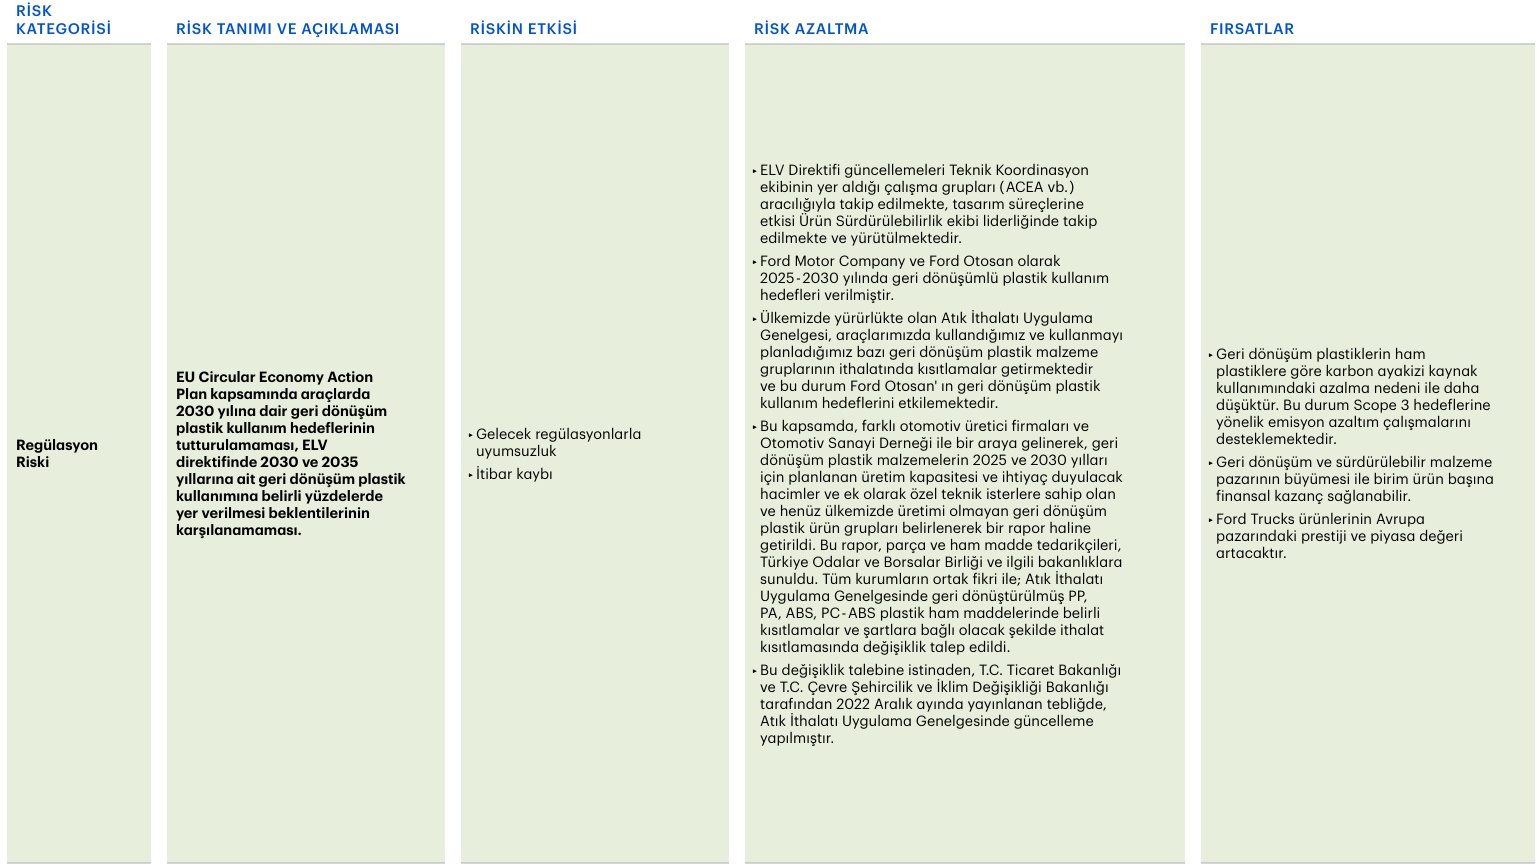 RİSK
KATEGORİSİ
RİSK TANIMI VE AÇIKLAMASI
RİSKİN ETKİSİ
RİSK AZALTMA
FIRSATLAR
Regülasyon
Riski
EU Circular Economy Action
Plan kapsamında araçlarda
2030 yılına dair geri dönüşüm
plastik kullanım hedeflerinin
tutturulamaması, ELV
direktifinde 2030 ve 2035
yıllarına ait geri dönüşüm plastik
kullanımına belirli yüzdelerde
yer verilmesi beklentilerinin
karşılanamaması.
▸ Gelecek regülasyonlarla
uyumsuzluk
▸ İtibar kaybı
▸ ELV Direktifi güncellemeleri Teknik Koordinasyon
ekibinin yer aldığı çalışma grupları (ACEA vb.)
aracılığıyla takip edilmekte, tasarım süreçlerine
etkisi Ürün Sürdürülebilirlik ekibi liderliğinde takip
edilmekte ve yürütülmektedir.
▸ Ford Motor Company ve Ford Otosan olarak
2025-2030 yılında geri dönüşümlü plastik kullanım
hedefleri verilmiştir.
▸ Ülkemizde yürürlükte olan Atık İthalatı Uygulama
Genelgesi, araçlarımızda kullandığımız ve kullanmayı
planladığımız bazı geri dönüşüm plastik malzeme
gruplarının ithalatında kısıtlamalar getirmektedir
ve bu durum Ford Otosan' ın geri dönüşüm plastik
kullanım hedeflerini etkilemektedir.
▸ Bu kapsamda, farklı otomotiv üretici firmaları ve
Otomotiv Sanayi Derneği ile bir araya gelinerek, geri
dönüşüm plastik malzemelerin 2025 ve 2030 yılları
için planlanan üretim kapasitesi ve ihtiyaç duyulacak
hacimler ve ek olarak özel teknik isterlere sahip olan
ve henüz ülkemizde üretimi olmayan geri dönüşüm
plastik ürün grupları belirlenerek bir rapor haline
getirildi. Bu rapor, parça ve ham madde tedarikçileri,
Türkiye Odalar ve Borsalar Birliği ve ilgili bakanlıklara
sunuldu. Tüm kurumların ortak fikri ile; Atık İthalatı
Uygulama Genelgesinde geri dönüştürülmüş PP,
PA, ABS, PC-ABS plastik ham maddelerinde belirli
kısıtlamalar ve şartlara bağlı olacak şekilde ithalat
kısıtlamasında değişiklik talep edildi.
▸ Bu değişiklik talebine istinaden, T.C. Ticaret Bakanlığı
ve T.C. Çevre Şehircilik ve İklim Değişikliği Bakanlığı
tarafından 2022 Aralık ayında yayınlanan tebliğde,
Atık İthalatı Uygulama Genelgesinde güncelleme
yapılmıştır.
▸ Geri dönüşüm plastiklerin ham
plastiklere göre karbon ayakizi kaynak
kullanımındaki azalma nedeni ile daha
düşüktür. Bu durum Scope 3 hedeflerine
yönelik emisyon azaltım çalışmalarını
desteklemektedir.
▸ Geri dönüşüm ve sürdürülebilir malzeme
pazarının büyümesi ile birim ürün başına
finansal kazanç sağlanabilir.
▸ Ford Trucks ürünlerinin Avrupa
pazarındaki prestiji ve piyasa değeri
artacaktır.